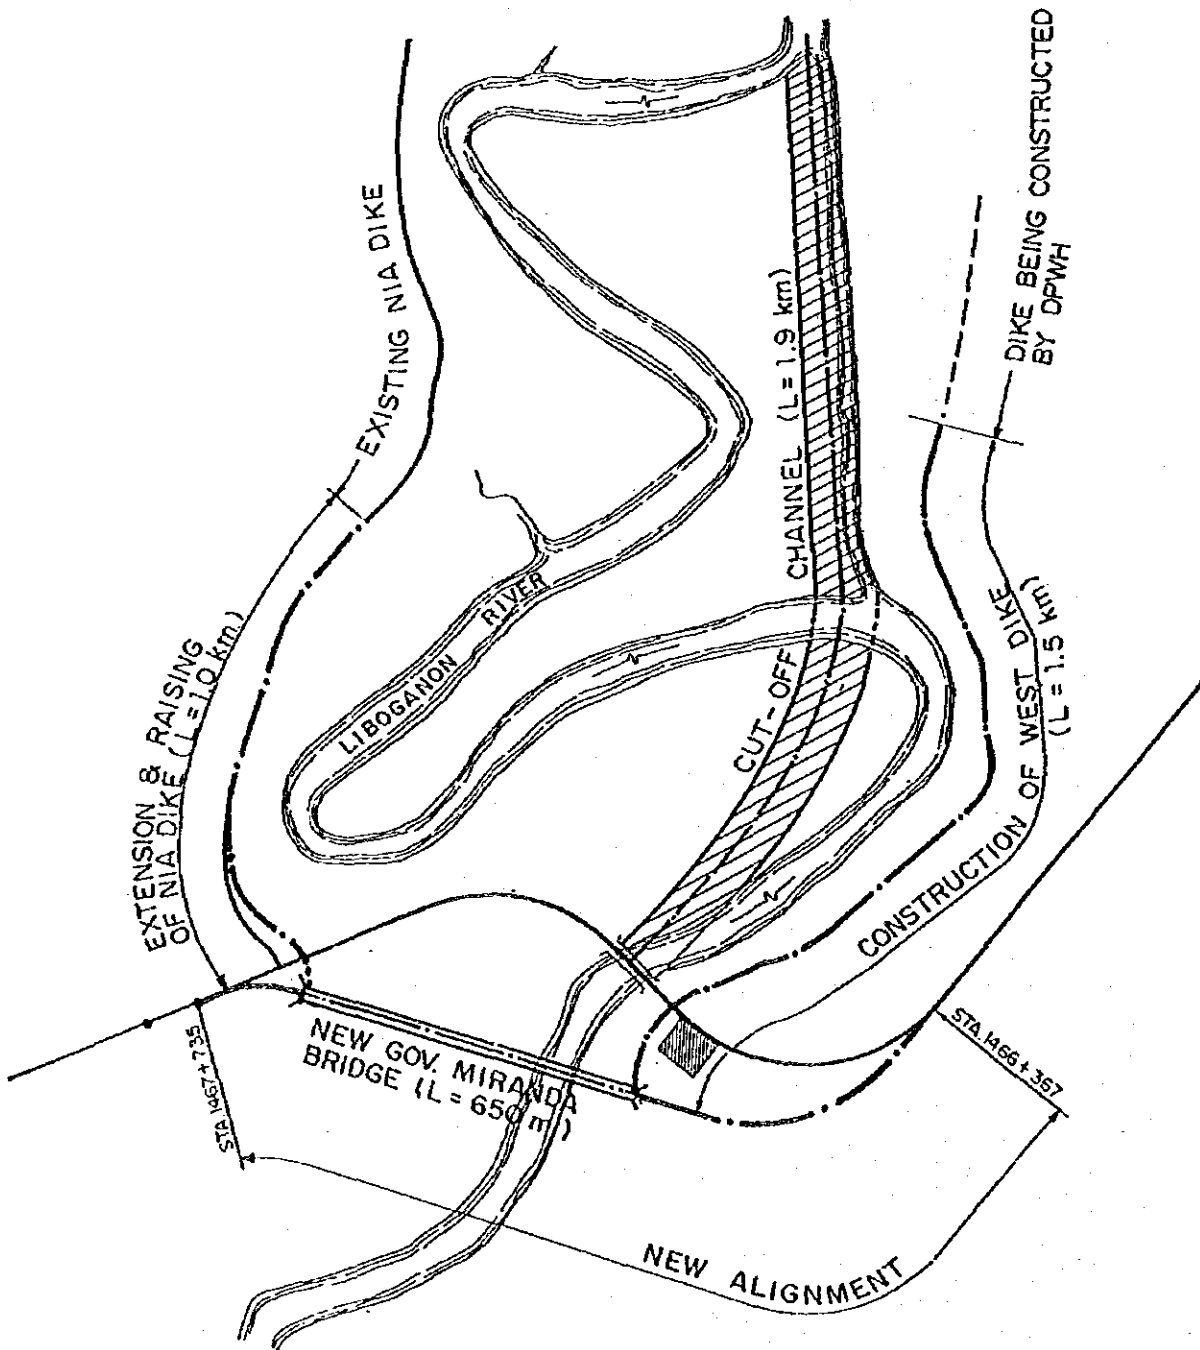 DIKE BEING CONSTRUCTED
BY DPWH
EXISTING NIA DIKE
CHANNEL (L = 1.9 km)
CUT-OFF
LIBOGANON RIVER
EXTENSION & RAISING
OF NIA DIKE (L = 1.0 km.)
CONSTRUCTION OF WEST DIKE
(L = 1.5 km)
NEW GOV. MIRANDA
BRIDGE (L = 650 m)
STA. 1467 + 735
STA. 1466 + 367
NEW ALIGNMENT